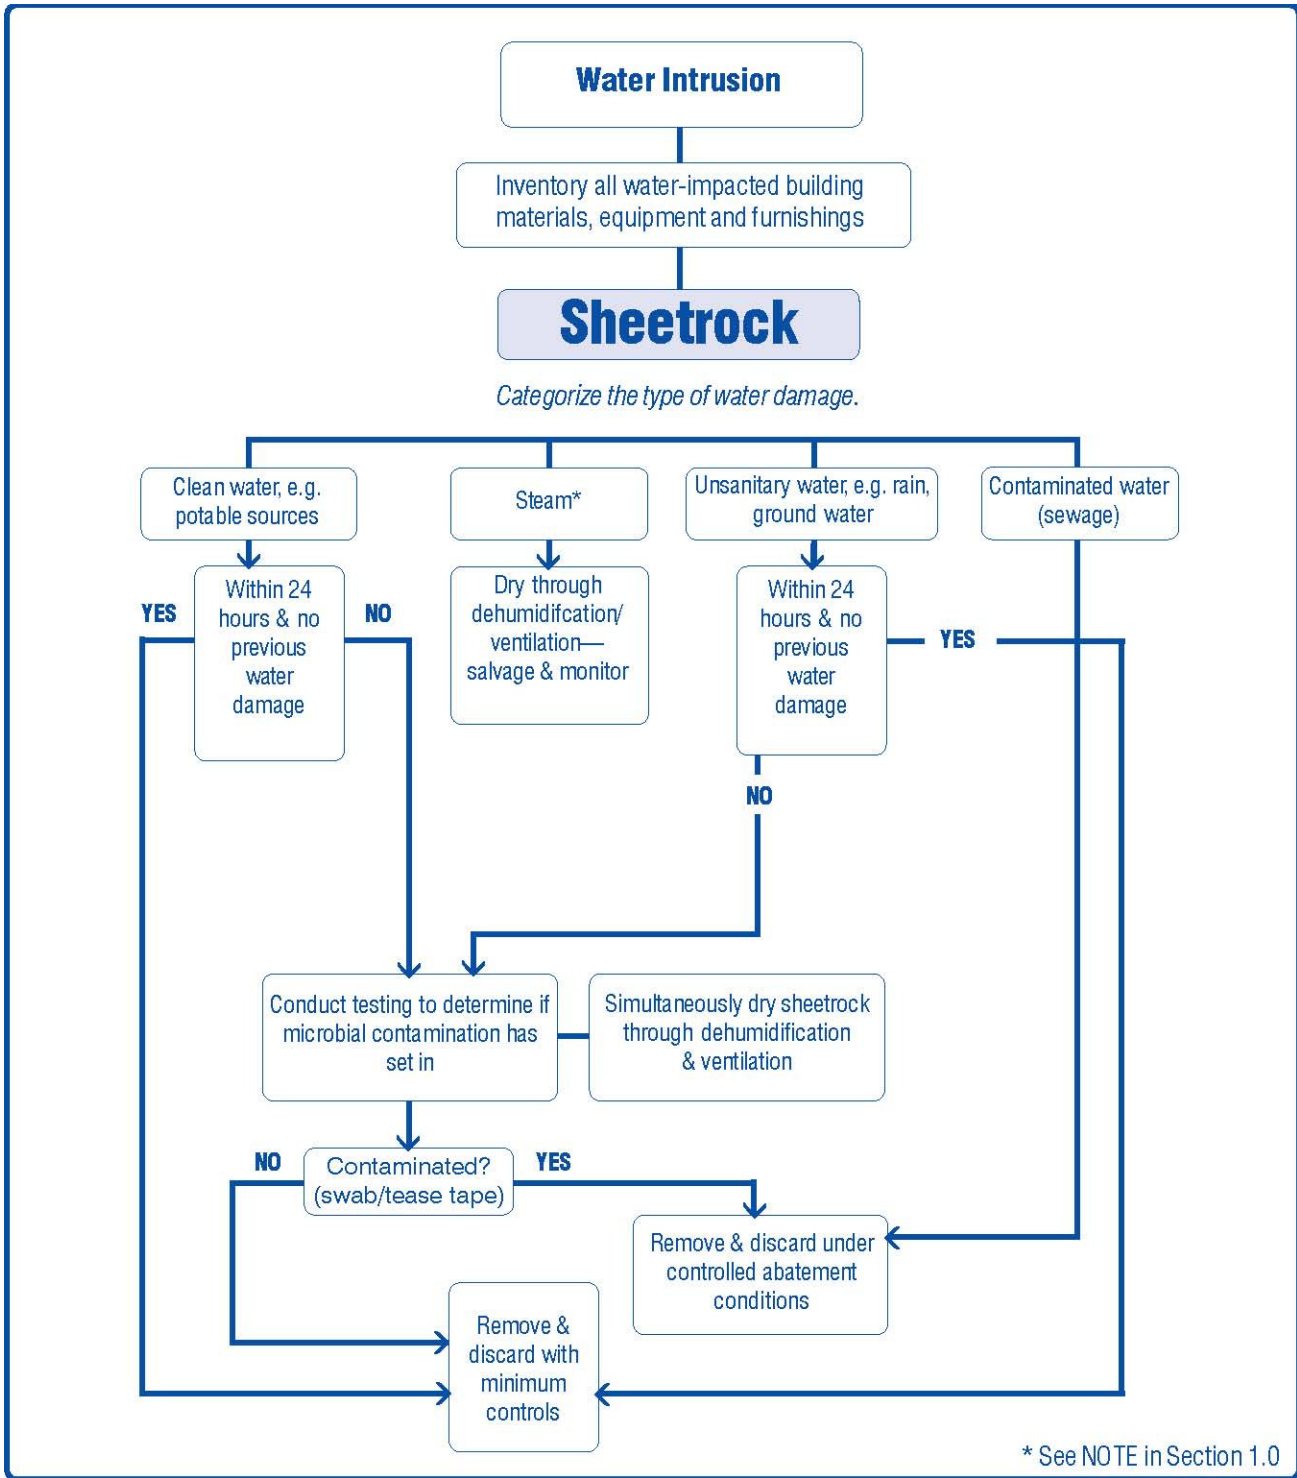 Water Intrusion
Inventory all water-impacted building
materials, equipment and furnishings
Sheetrock
Categorize the type of water damage.
Clean water, e.g.
potable sources
Steam*
Unsanitary water, e.g. rain,
ground water
Contaminated water
(sewage)
YES
Within 24
hours & no
previous
water
damage
NO
Dry through
dehumidifcation/
ventilation—
salvage & monitor
Within 24
hours & no
previous
water
damage
YES
NO
Conduct testing to determine if
microbial contamination has
set in
Simultaneously dry sheetrock
through dehumidification
& ventilation
NO
Contaminated?
(swab/tease tape)
YES
Remove & discard under
controlled abatement
conditions
Remove &
discard with
minimum
controls
* See NOTE in Section 1.0